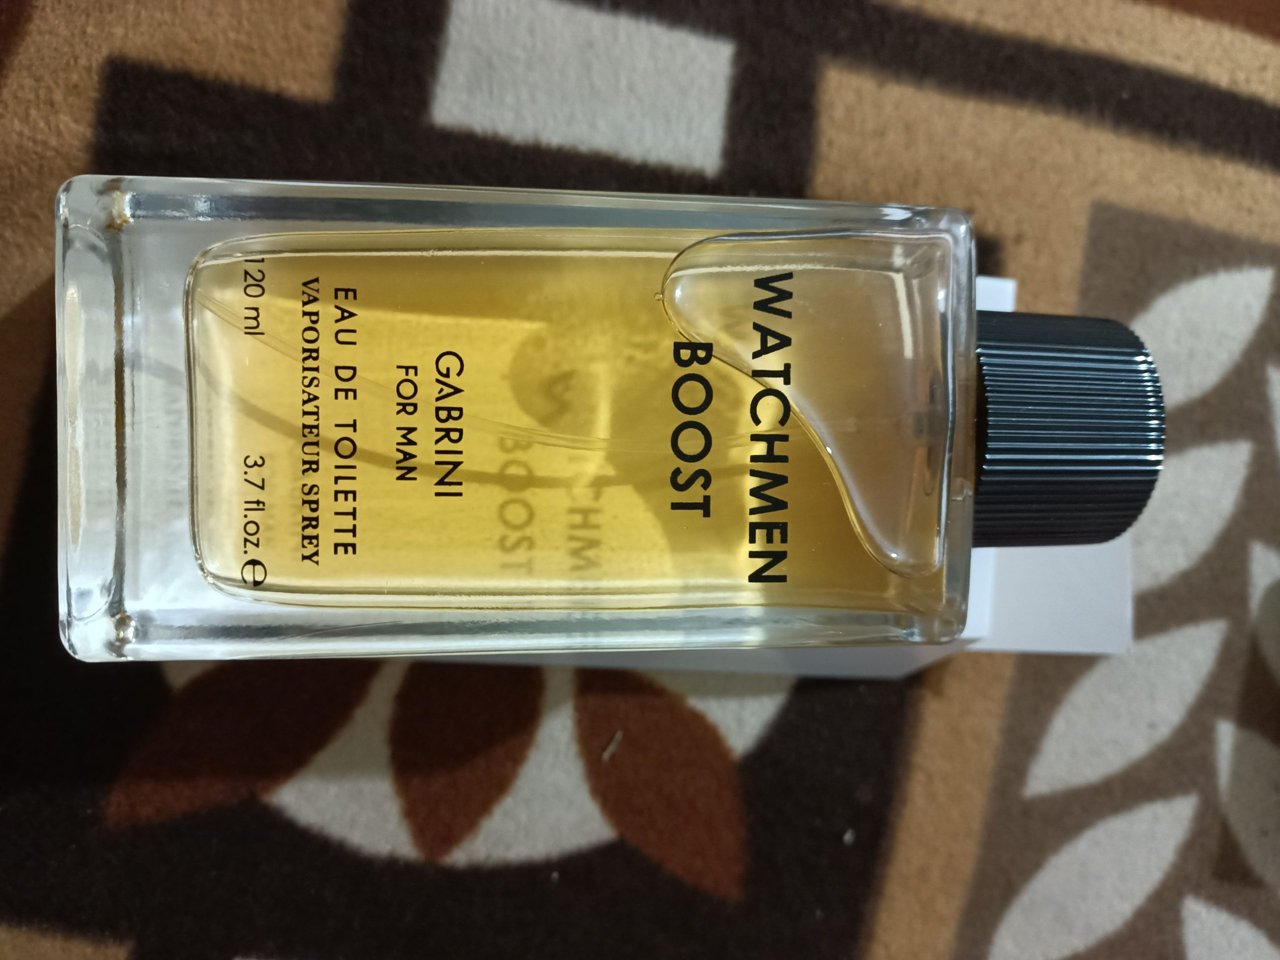 WATCHMEN
BOOST
GABRINI
FOR MAN
EAU DE TOILETTE
VAPORISATEUR SPREY
120 ml 3.7 fl.oz. e